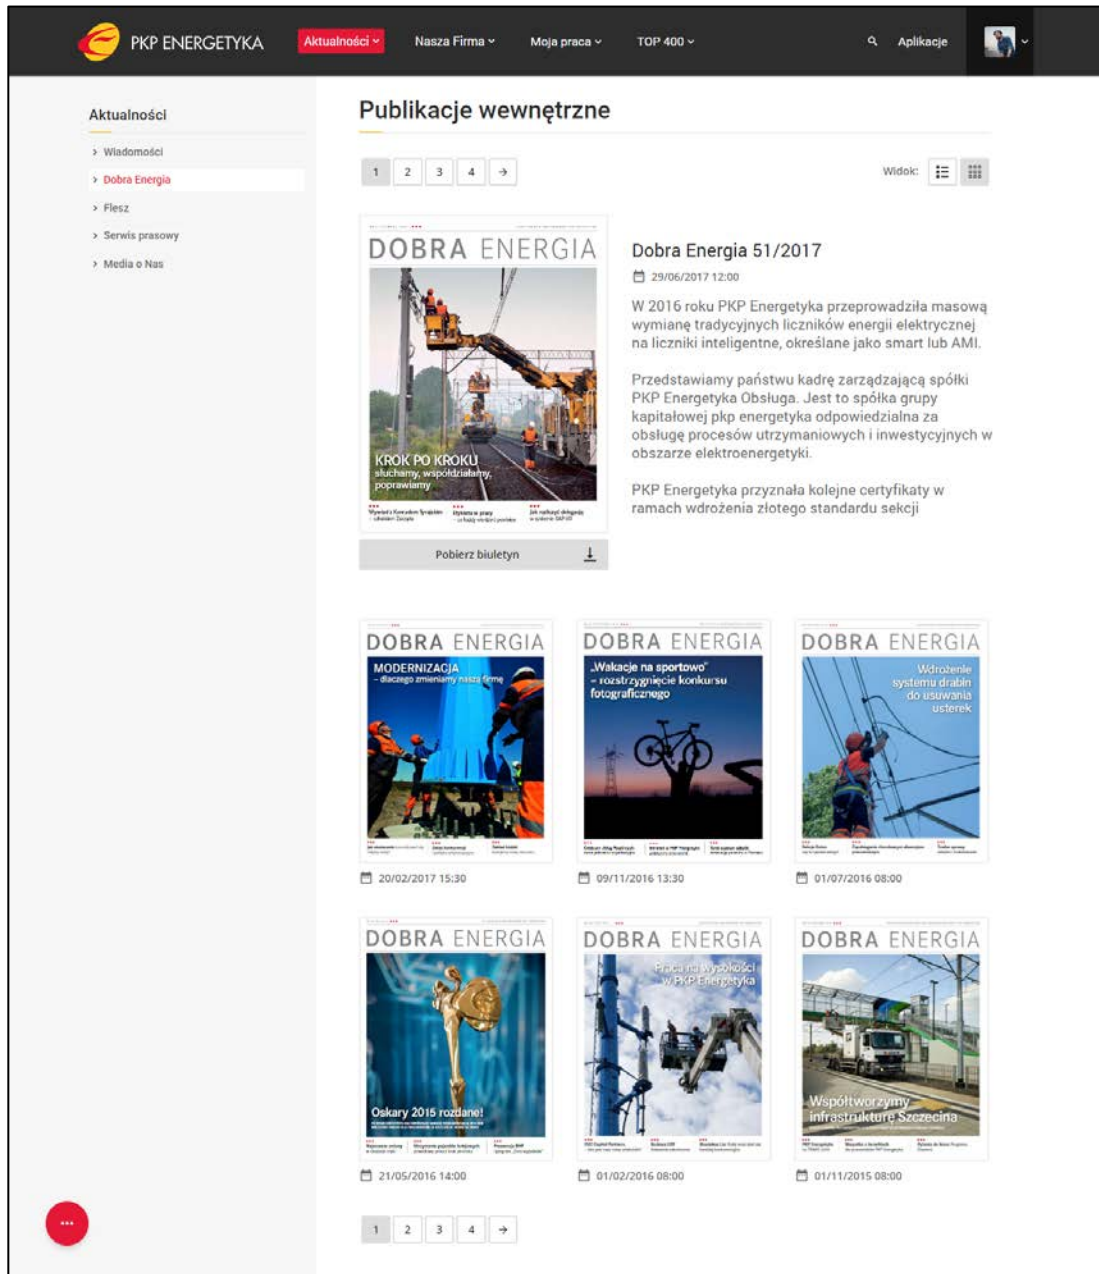 PKP ENERGETYKA
Aktualności
Nasza Firma
Moja praca
TOP 400
Aplikacje
Aktualności
Wiadomości
Dobra Energia
Flesz
Serwis prasowy
Media o Nas
Publikacje wewnętrzne
1 2 3 4
Widok:
DOBRA ENERGIA
KROK PO KROKU
słuchamy, współdziałamy,
poprawiamy
Pobierz biuletyn
Dobra Energia 51/2017
29/06/2017 12:00
W 2016 roku PKP Energetyka przeprowadziła masową
wymianę tradycyjnych liczników energii elektrycznej
na liczniki inteligentne, określane jako smart lub AMI.
Przedstawiamy państwu kadrę zarządzającą spółki
PKP Energetyka Obsługa. Jest to spółka grupy
kapitałowej pkp energetyka odpowiedzialna za
obsługę procesów utrzymaniowych i inwestycyjnych w
obszarze elektroenergetyki.
PKP Energetyka przyznała kolejne certyfikaty w
ramach wdrożenia złotego standardu sekcji
DOBRA ENERGIA
MODERNIZACJA
– dlaczego zmieniamy naszą firmę
20/02/2017 15:30
DOBRA ENERGIA
„Wakacje na sportowo”
– rozstrzygnięcie konkursu
fotograficznego
09/11/2016 13:30
DOBRA ENERGIA
Wdrożenie
systemu drabin
do usuwania
usterek
01/07/2016 08:00
DOBRA ENERGIA
Oskary 2015 rozdane!
21/05/2016 14:00
DOBRA ENERGIA
Praca na wysokości
w PKP Energetyka
01/02/2016 08:00
DOBRA ENERGIA
Współtworzymy
infrastrukturę Szczecina
01/11/2015 08:00
1 2 3 4